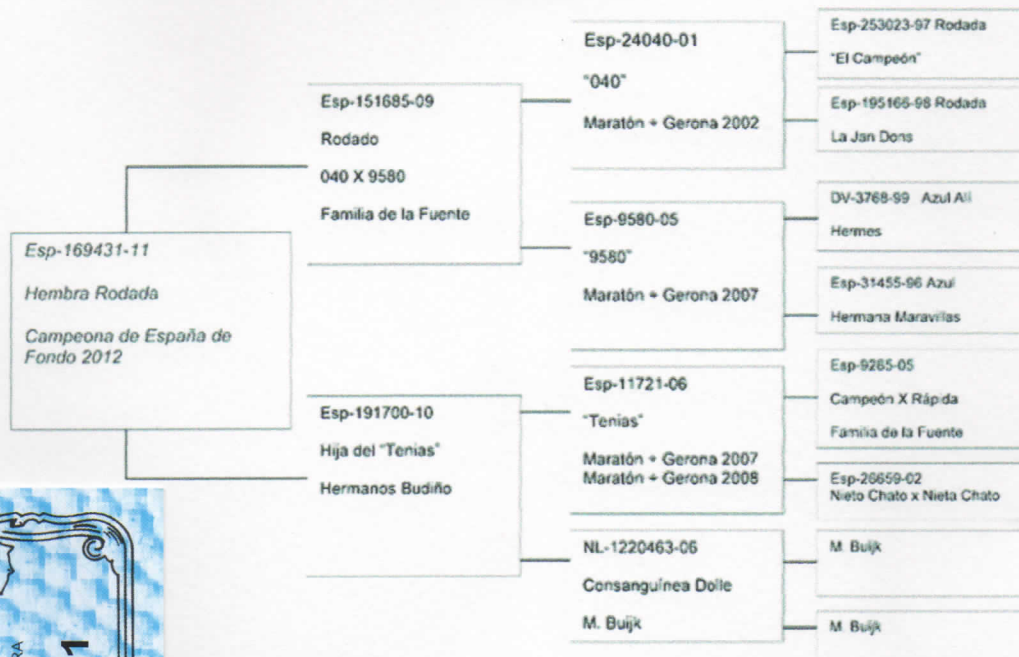 Esp-169431-11
Hembra Rodada
Campeona de España de
Fondo 2012
Esp-151685-09
Rodado
040 X 9580
Familia de la Fuente
Esp-191700-10
Hija del "Tenias"
Hermanos Budiño
Esp-24040-01
"040"
Maratón + Gerona 2002
Esp-9580-05
"9580"
Maratón + Gerona 2007
Esp-11721-06
"Tenias"
Maratón + Gerona 2007
Maratón + Gerona 2008
NL-1220463-06
Consanguínea Dolle
M. Buijk
Esp-253023-97 Rodada
"El Campeón"
Esp-195166-98 Rodada
La Jan Dons
DV-3768-99 Azul Ali
Hermes
Esp-31455-96 Azul
Hermana Maravillas
Esp-9265-05
Campeón X Rápida
Familia de la Fuente
Esp-26659-02
Nieto Chato x Nieta Chato
M. Buijk
M. Buijk